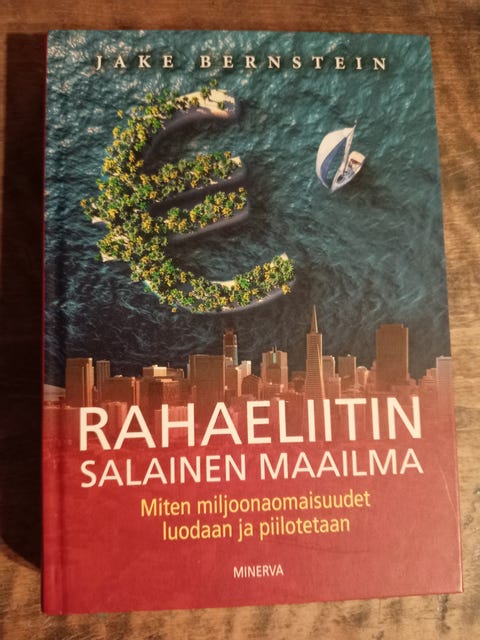 JAKE BERNSTEIN
RAHAELIITIN
SALAINEN MAAILMA
Miten miljoonaomaisuudet
luodaan ja piilotetaan
MINERVA